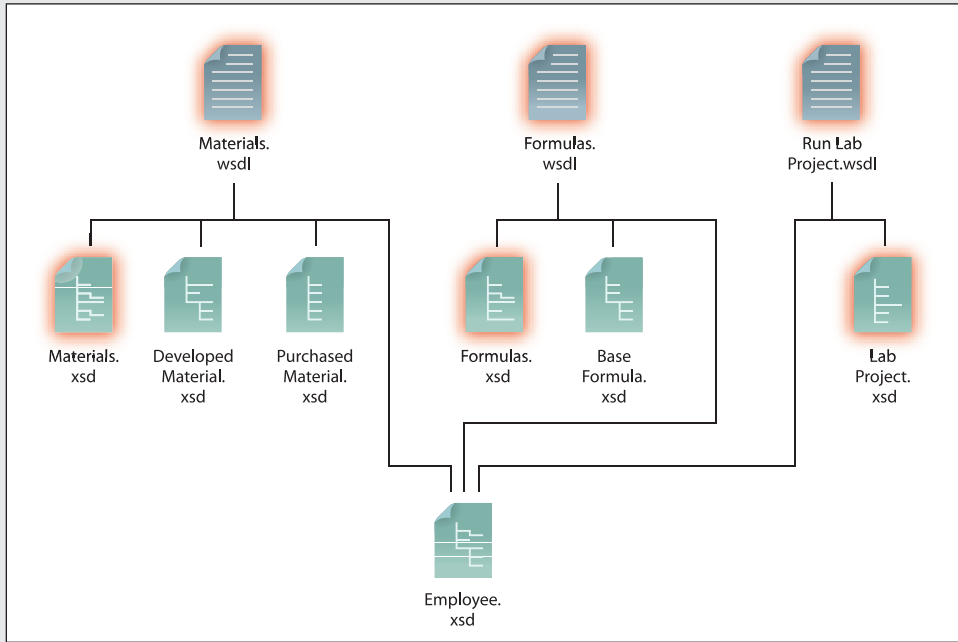 Materials.
wsdl
Formulas.
wsdl
Run Lab
Project.wsdl
Materials.
xsd
Developed
Material.
xsd
Purchased
Material.
xsd
Formulas.
xsd
Base
Formula.
xsd
Lab
Project.
xsd
Employee.
xsd